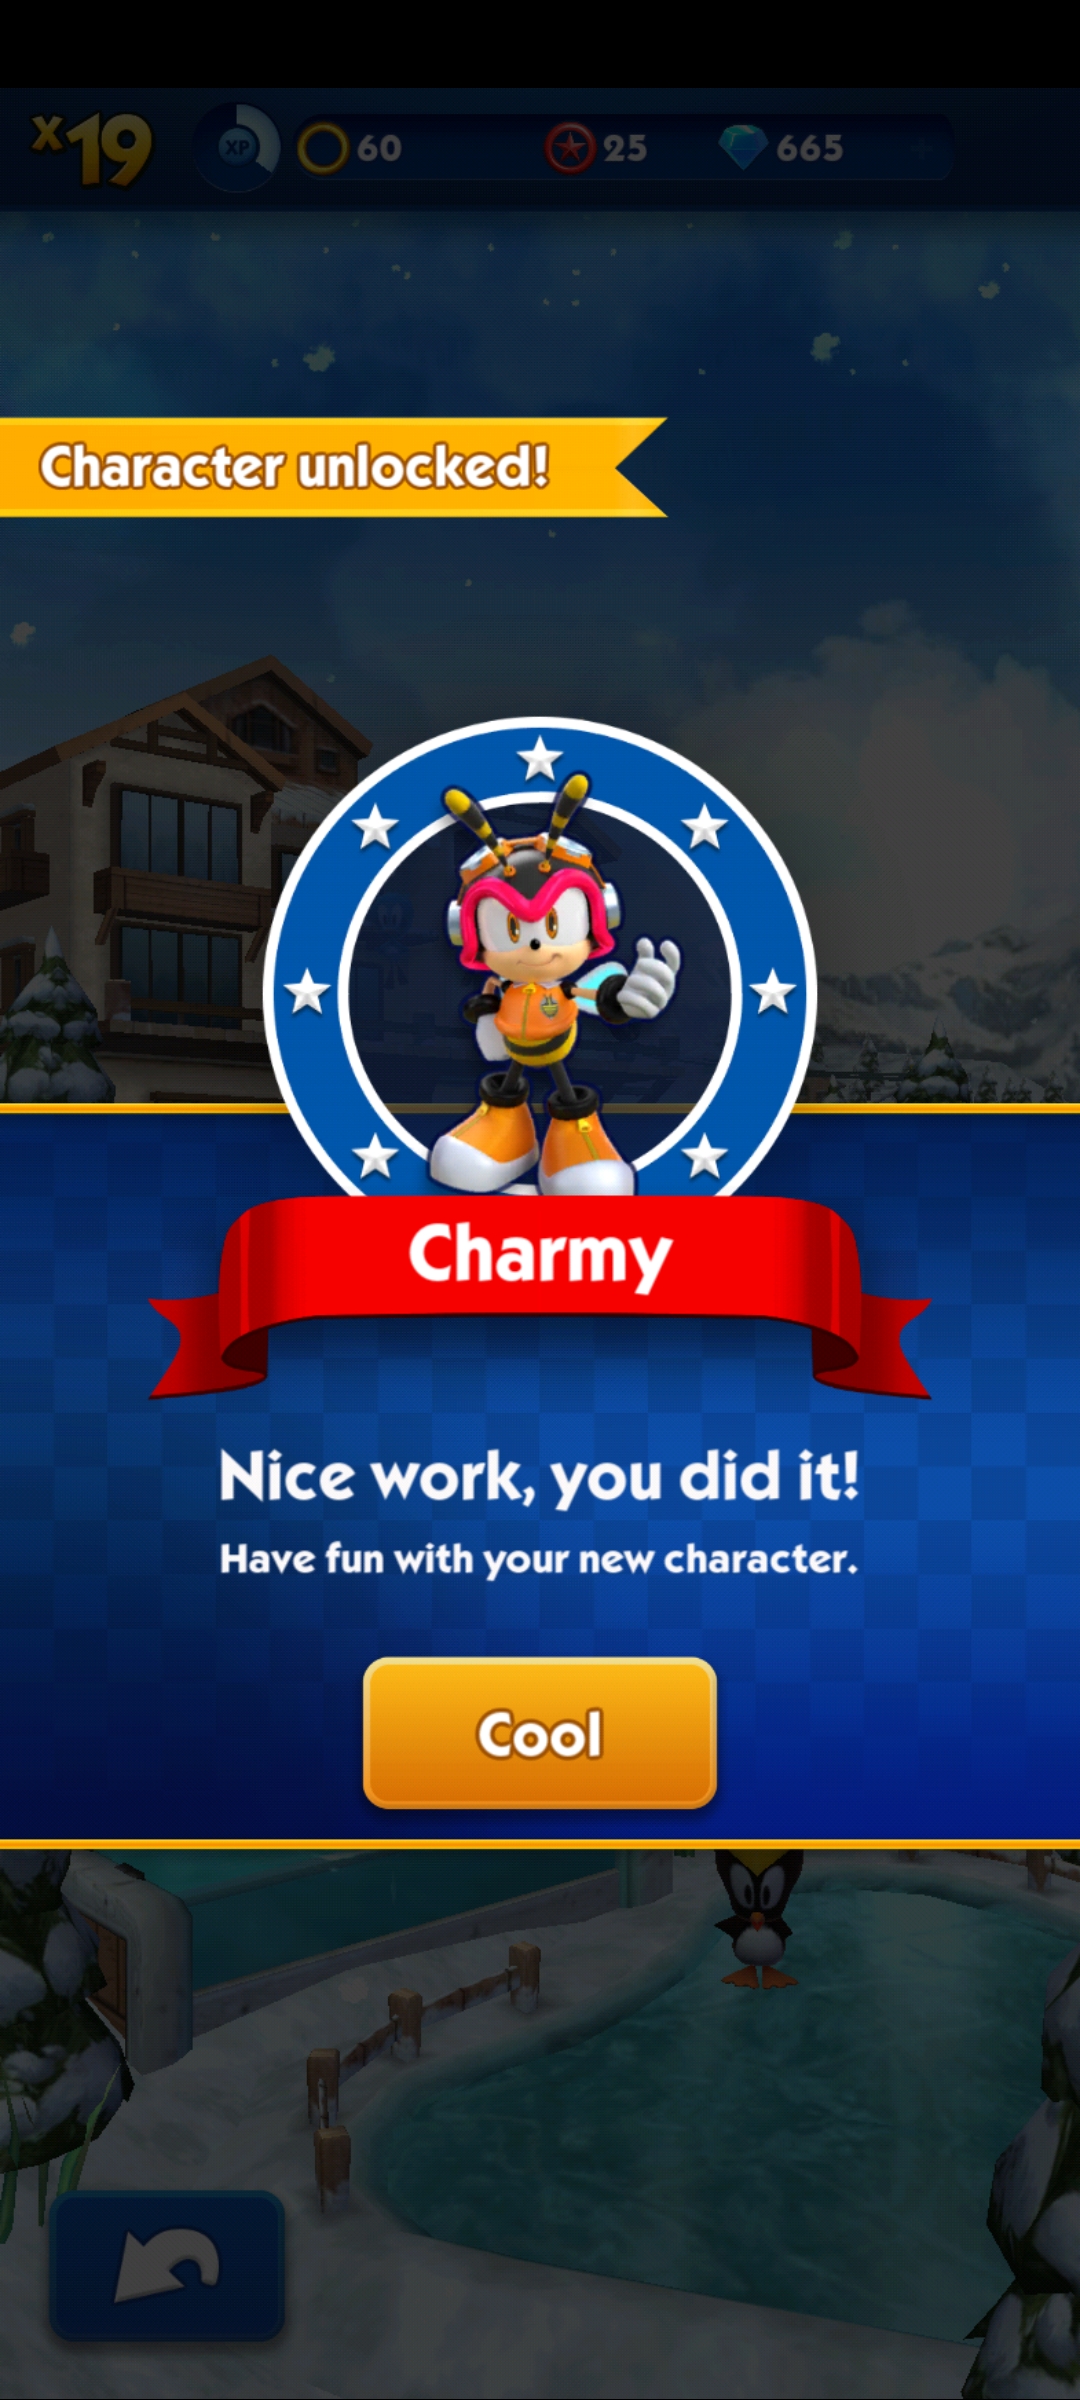 x19 XP 60 25 665 +
Character unlocked!
Charmy
Nice work, you did it!
Have fun with your new character.
Cool